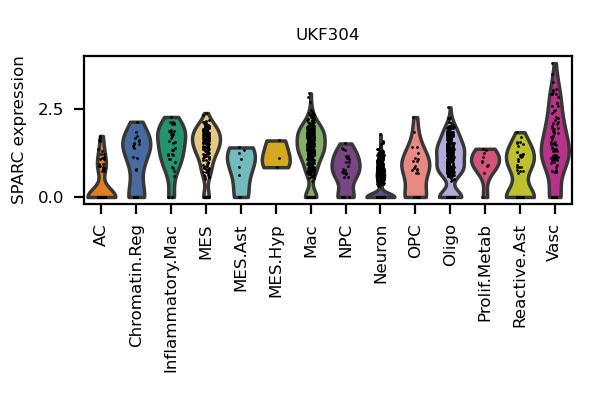 UKF304
SPARC expression
2.5
0.0
AC
Chromatin.Reg
Inflammatory.Mac
MES
MES.Ast
MES.Hyp
Mac
NPC
Neuron
OPC
Oligo
Prolif.Metab
Reactive.Ast
Vasc